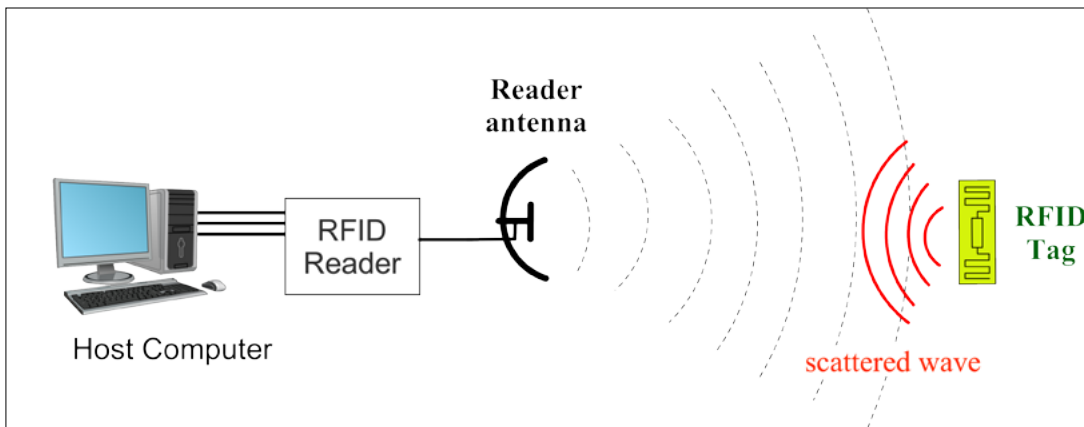 Reader
antenna
RFID
Reader
RFID
Tag
Host Computer
scattered wave